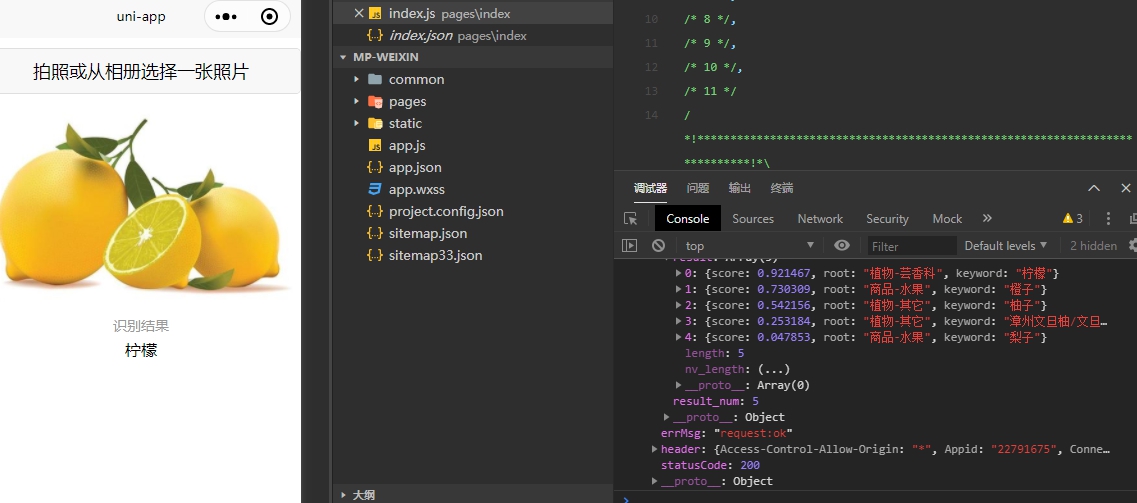 uni-app
拍照或从相册选择一张照片
识别结果
柠檬
index.js pages\index
index.json pages\index
MP-WEIXIN
common
pages
static
app.js
app.json
app.wxss
project.config.json
sitemap.json
sitemap33.json
大纲
10 /* 8 */,
11 /* 9 */,
12 /* 10 */,
13 /* 11 */
14 /
调试器 问题 输出 终端
Console Sources Network Security Mock » 3
top Filter Default levels 2 hidden
0: {score: 0.921467, root: "植物-芸香科", keyword: "柠檬"}
1: {score: 0.730309, root: "商品-水果", keyword: "橙子"}
2: {score: 0.542156, root: "植物-其它", keyword: "柚子"}
3: {score: 0.253184, root: "植物-其它", keyword: "漳州文旦柚/文旦…
4: {score: 0.047853, root: "商品-水果", keyword: "梨子"}
length: 5
nv_length: (...)
__proto__: Array(0)
result_num: 5
__proto__: Object
errMsg: "request:ok"
header: {Access-Control-Allow-Origin: "*", Appid: "22791675", Conne…
statusCode: 200
__proto__: Object